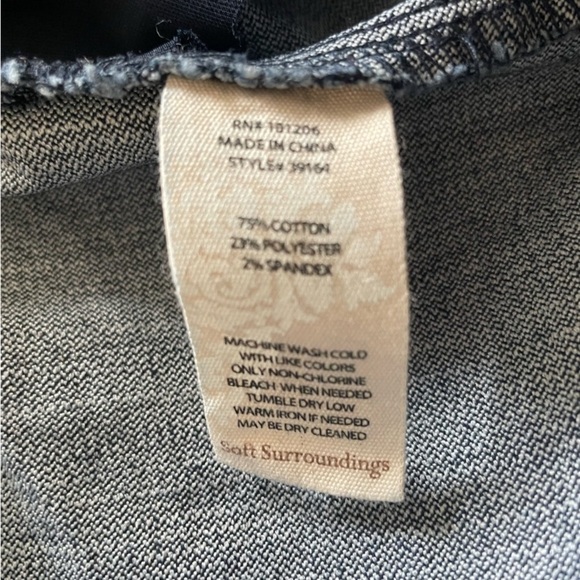 RN# 101206
MADE IN CHINA
STYLE# 39164
75% COTTON
23% POLYESTER
2% SPANDEX
MACHINE WASH COLD
WITH LIKE COLORS
ONLY NON-CHLORINE
BLEACH WHEN NEEDED
TUMBLE DRY LOW
WARM IRON IF NEEDED
MAY BE DRY CLEANED
Soft Surroundings